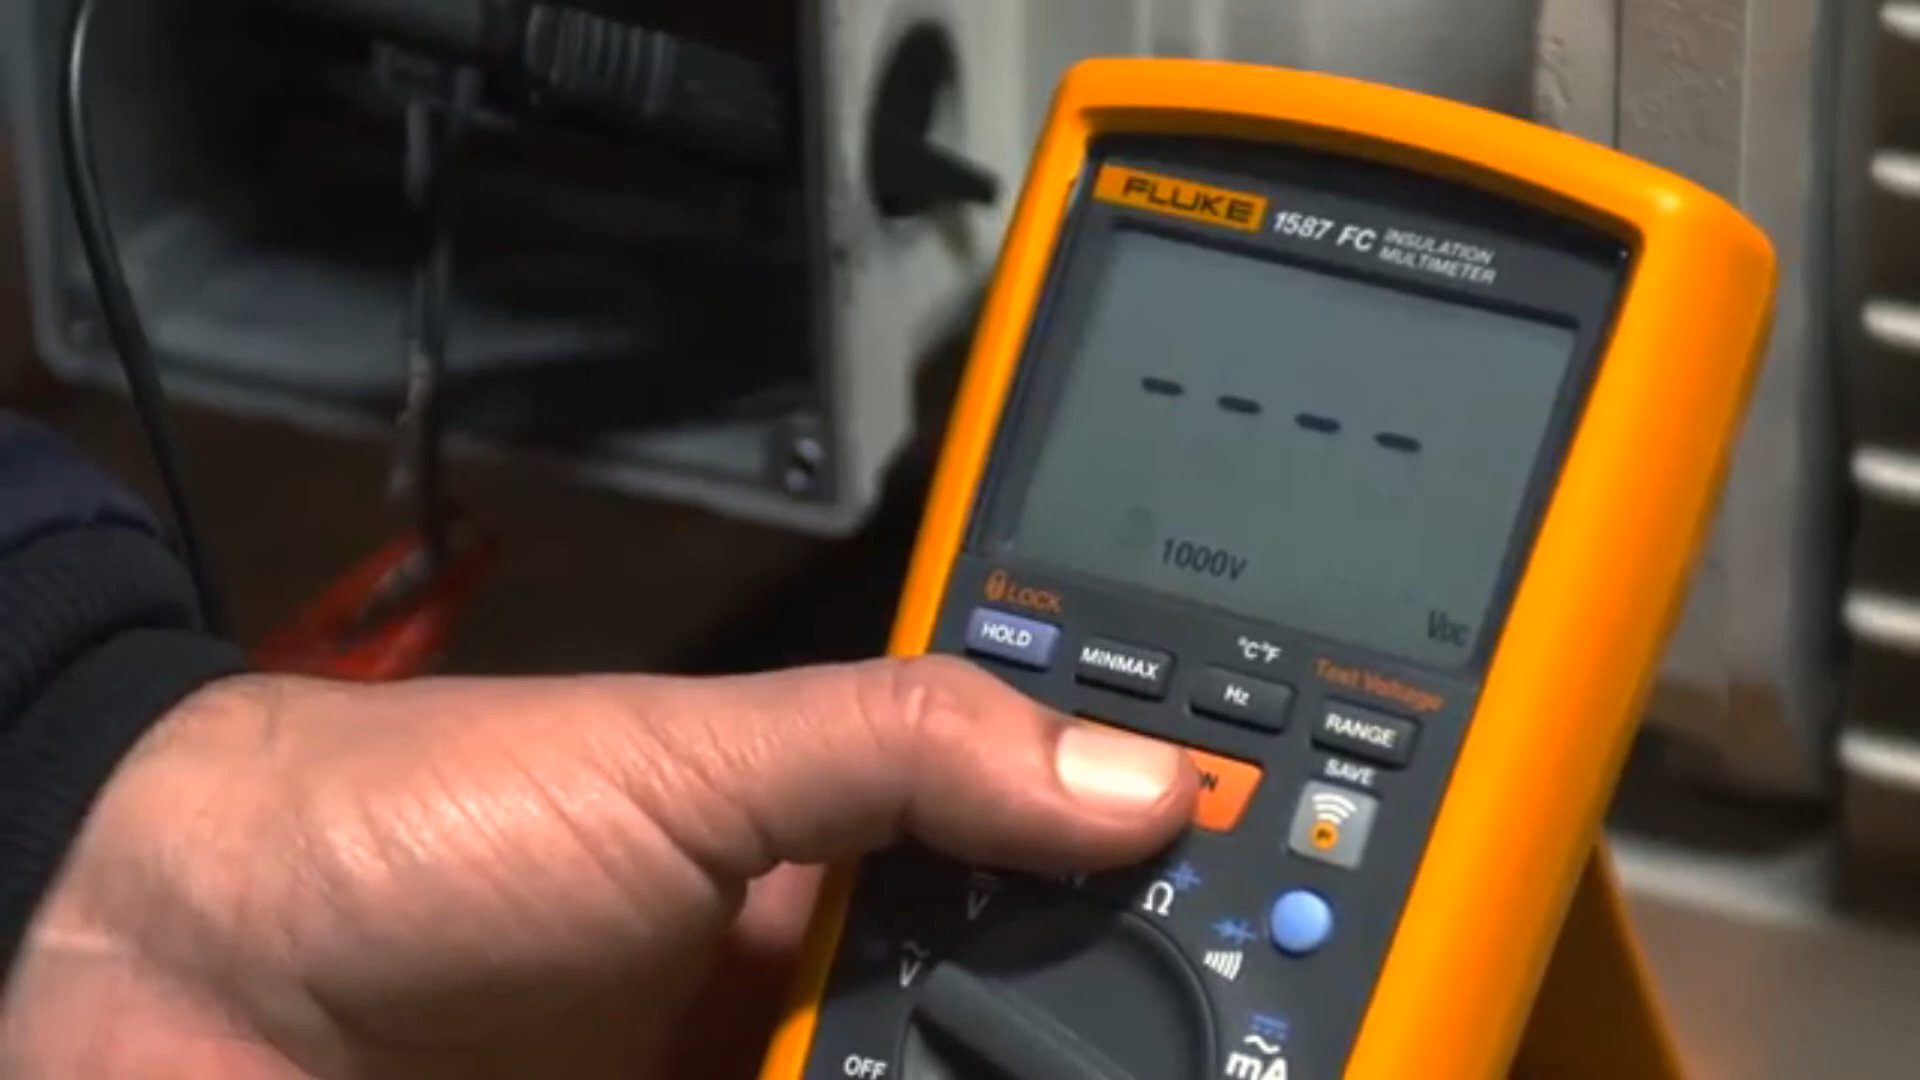 FLUKE 1587 FC INSULATION
MULTIMETER
- - - -
1000V
VDC
LOCK
HOLD
MINMAX
°C°F
Hz
Test Voltage
RANGE
SAVE
Ω
V
V
OFF
mA